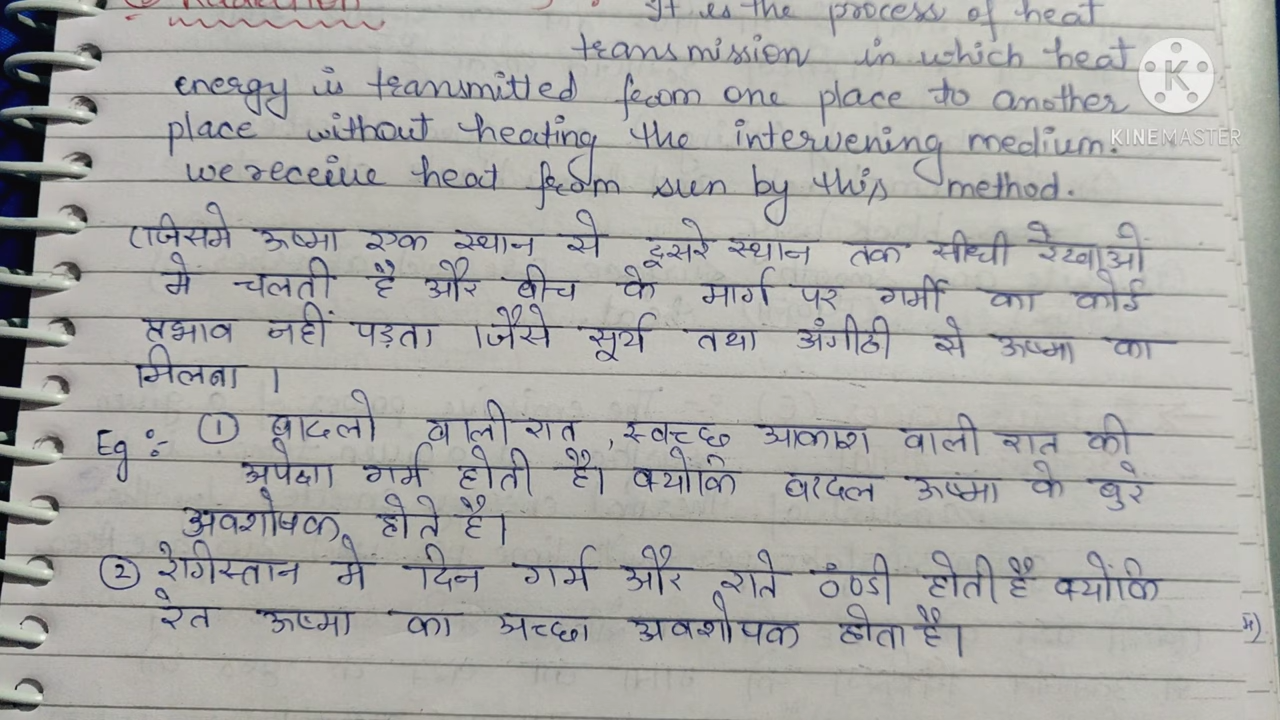 ② Radiation : It is the process of heat
transmission in which heat
energy is transmitted from one place to another
place without heating the intervening medium.
we receive heat from sun by this method.
(जिसमे ऊष्मा एक स्थान से दूसरे स्थान तक सीधी रेखाओ
मे चलती है और बीच के मार्ग पर गर्मी का कोई
प्रभाव नहीं पड़ता । जैसे सूर्य तथा अंगीठी से ऊष्मा का
मिलना ।
Eg :- ① बादलो वाली रात , स्वच्छ आकाश वाली रात की
अपेक्षा गर्म होती है। क्योकि बादल ऊष्मा के बुरे
अवशोषक होते है।
② रेगीस्तान मे दिन गर्म और राते ठण्डी होती है क्योकि
रेत ऊष्मा का अच्छा अवशोषक होता है।
K
KINEMASTER